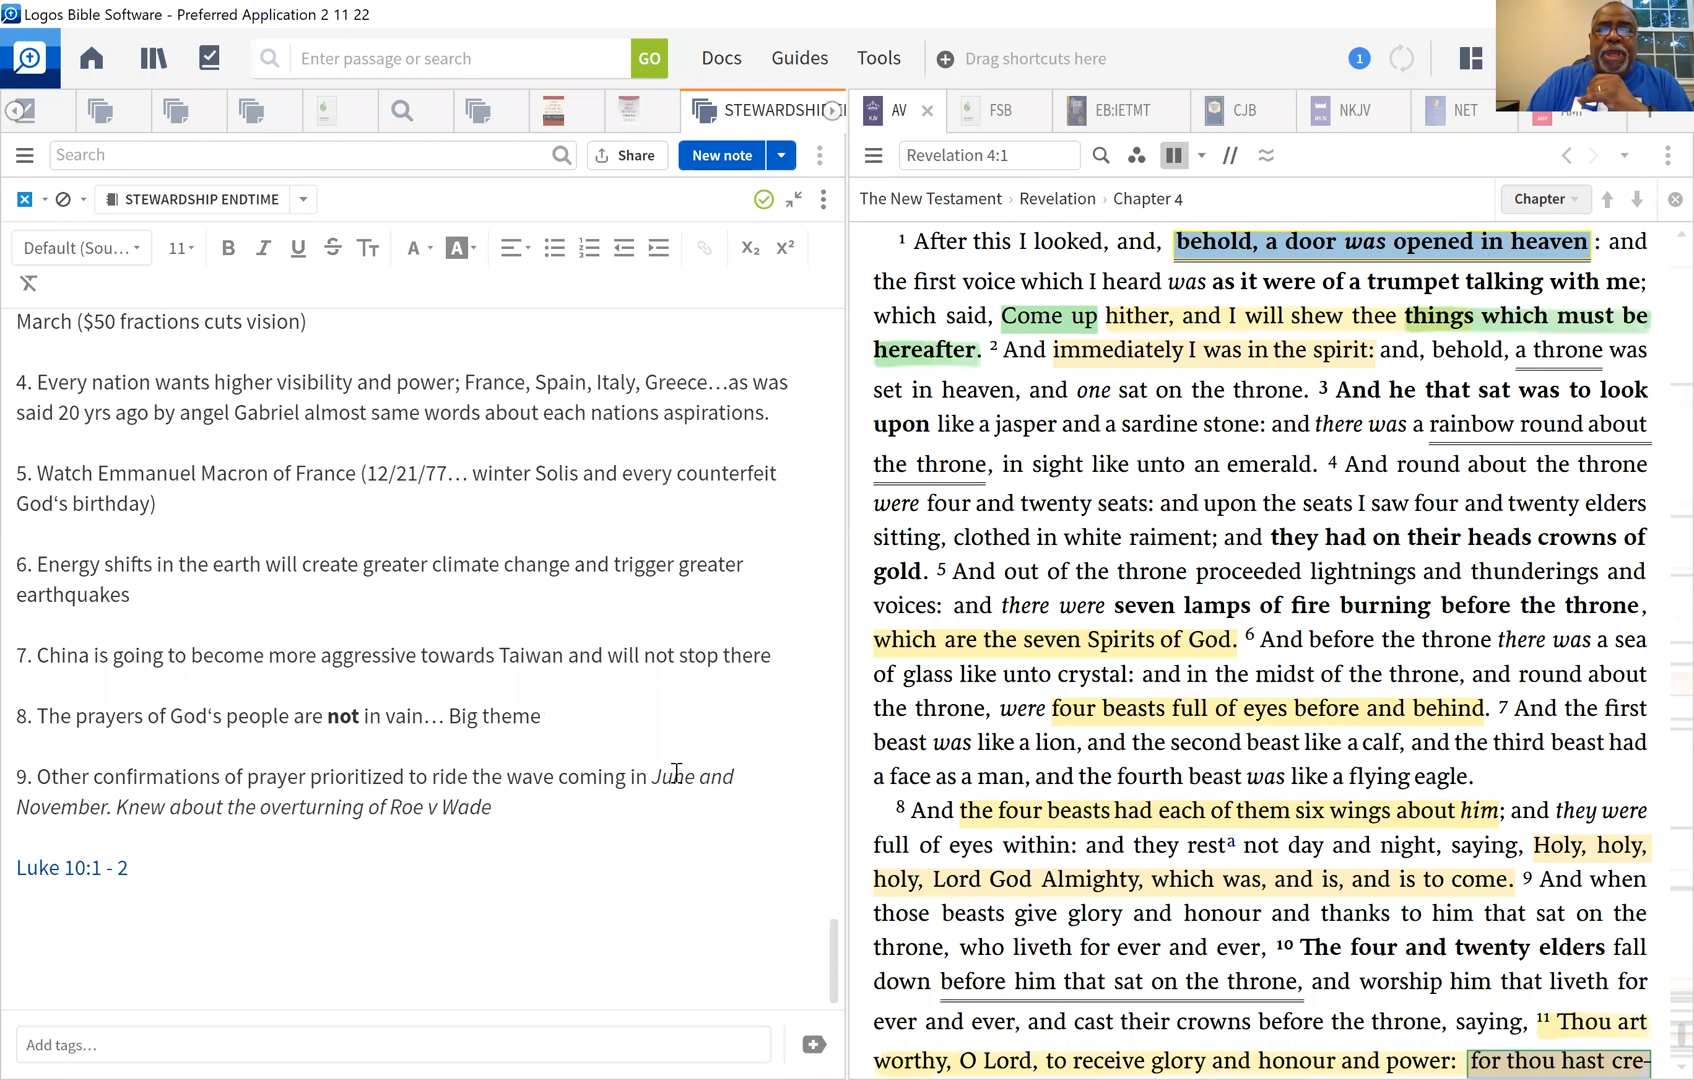 Logos Bible Software - Preferred Application 2 11 22
Enter passage or search
GO
Docs
Guides
Tools
Drag shortcuts here
1
STEWARDSHIP
AV
FSB
EB:IETMT
CJB
NKJV
NET
Search
Share
New note
Revelation 4:1
STEWARDSHIP ENDTIME
The New Testament › Revelation › Chapter 4
Chapter
Default (Sou...
11
B I U S TT A A X₂ X²
March ($50 fractions cuts vision)
4. Every nation wants higher visibility and power; France, Spain, Italy, Greece…as was
said 20 yrs ago by angel Gabriel almost same words about each nations aspirations.
5. Watch Emmanuel Macron of France (12/21/77… winter Solis and every counterfeit
God‘s birthday)
6. Energy shifts in the earth will create greater climate change and trigger greater
earthquakes
7. China is going to become more aggressive towards Taiwan and will not stop there
8. The prayers of God‘s people are not in vain… Big theme
9. Other confirmations of prayer prioritized to ride the wave coming in June and
November. Knew about the overturning of Roe v Wade
Luke 10:1 - 2
Add tags…
1 After this I looked, and, behold, a door was opened in heaven : and
the first voice which I heard was as it were of a trumpet talking with me;
which said, Come up hither, and I will shew thee things which must be
hereafter. 2 And immediately I was in the spirit: and, behold, a throne was
set in heaven, and one sat on the throne. 3 And he that sat was to look
upon like a jasper and a sardine stone: and there was a rainbow round about
the throne, in sight like unto an emerald. 4 And round about the throne
were four and twenty seats: and upon the seats I saw four and twenty elders
sitting, clothed in white raiment; and they had on their heads crowns of
gold. 5 And out of the throne proceeded lightnings and thunderings and
voices: and there were seven lamps of fire burning before the throne,
which are the seven Spirits of God. 6 And before the throne there was a sea
of glass like unto crystal: and in the midst of the throne, and round about
the throne, were four beasts full of eyes before and behind. 7 And the first
beast was like a lion, and the second beast like a calf, and the third beast had
a face as a man, and the fourth beast was like a flying eagle.
8 And the four beasts had each of them six wings about him; and they were
full of eyes within: and they rest a not day and night, saying, Holy, holy,
holy, Lord God Almighty, which was, and is, and is to come. 9 And when
those beasts give glory and honour and thanks to him that sat on the
throne, who liveth for ever and ever, 10 The four and twenty elders fall
down before him that sat on the throne, and worship him that liveth for
ever and ever, and cast their crowns before the throne, saying, 11 Thou art
worthy, O Lord, to receive glory and honour and power: for thou hast cre-